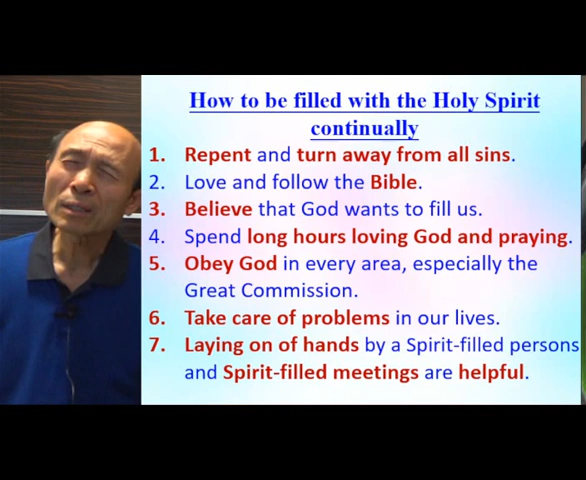 How to be filled with the Holy Spirit
continually
1. Repent and turn away from all sins.
2. Love and follow the Bible.
3. Believe that God wants to fill us.
4. Spend long hours loving God and praying.
5. Obey God in every area, especially the
Great Commission.
6. Take care of problems in our lives.
7. Laying on of hands by a Spirit-filled persons
and Spirit-filled meetings are helpful.